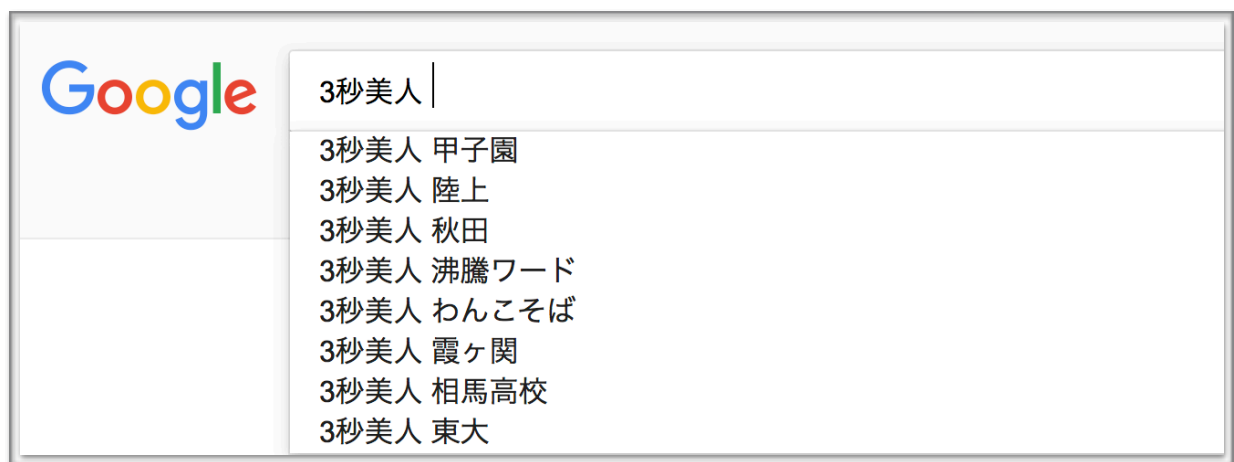 Google
3秒美人
3秒美人 甲子園
3秒美人 陸上
3秒美人 秋田
3秒美人 沸騰ワード
3秒美人 わんこそば
3秒美人 霞ヶ関
3秒美人 相馬高校
3秒美人 東大